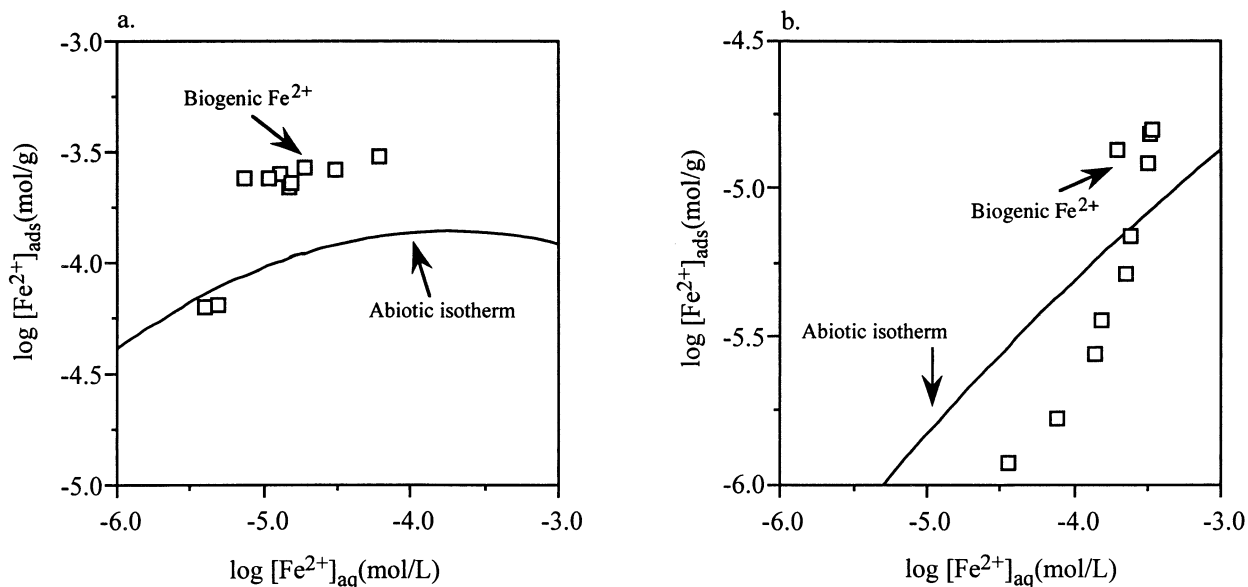 a.
-3.0
-3.5
-4.0
-4.5
-5.0
log [Fe²⁺]ads(mol/g)
Biogenic Fe²⁺
Abiotic isotherm
-6.0 -5.0 -4.0 -3.0
log [Fe²⁺]aq(mol/L)
b.
-4.5
-5.0
-5.5
-6.0
log [Fe²⁺]ads(mol/g)
Biogenic Fe²⁺
Abiotic isotherm
-6.0 -5.0 -4.0 -3.0
log [Fe²⁺]aq(mol/L)